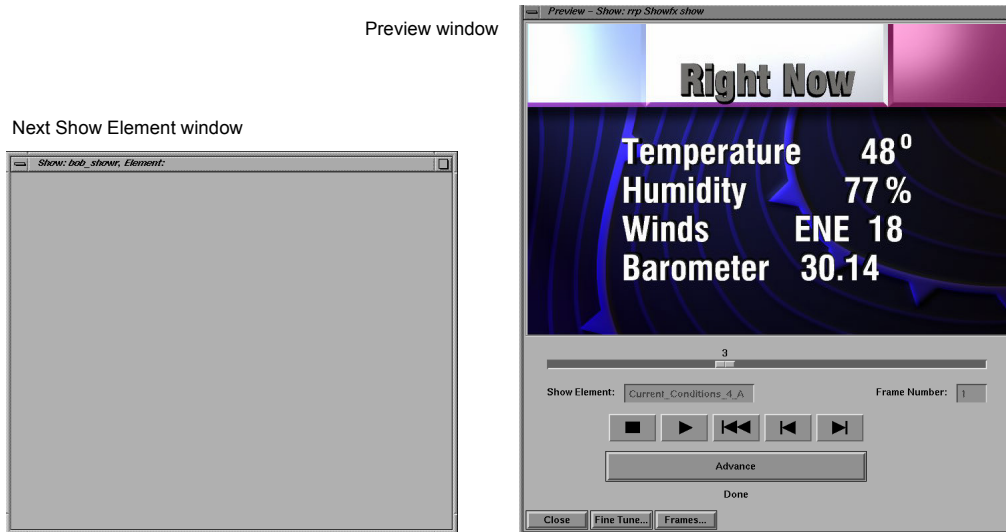 Preview window
Next Show Element window
Show: bob_showr, Element:
Preview - Show: rrp Showfx show
Right Now
Temperature 48⁰
Humidity 77 %
Winds ENE 18
Barometer 30.14
3
Show Element: Current_Conditions_4_A Frame Number: 1
Advance
Done
Close Fine Tune... Frames...